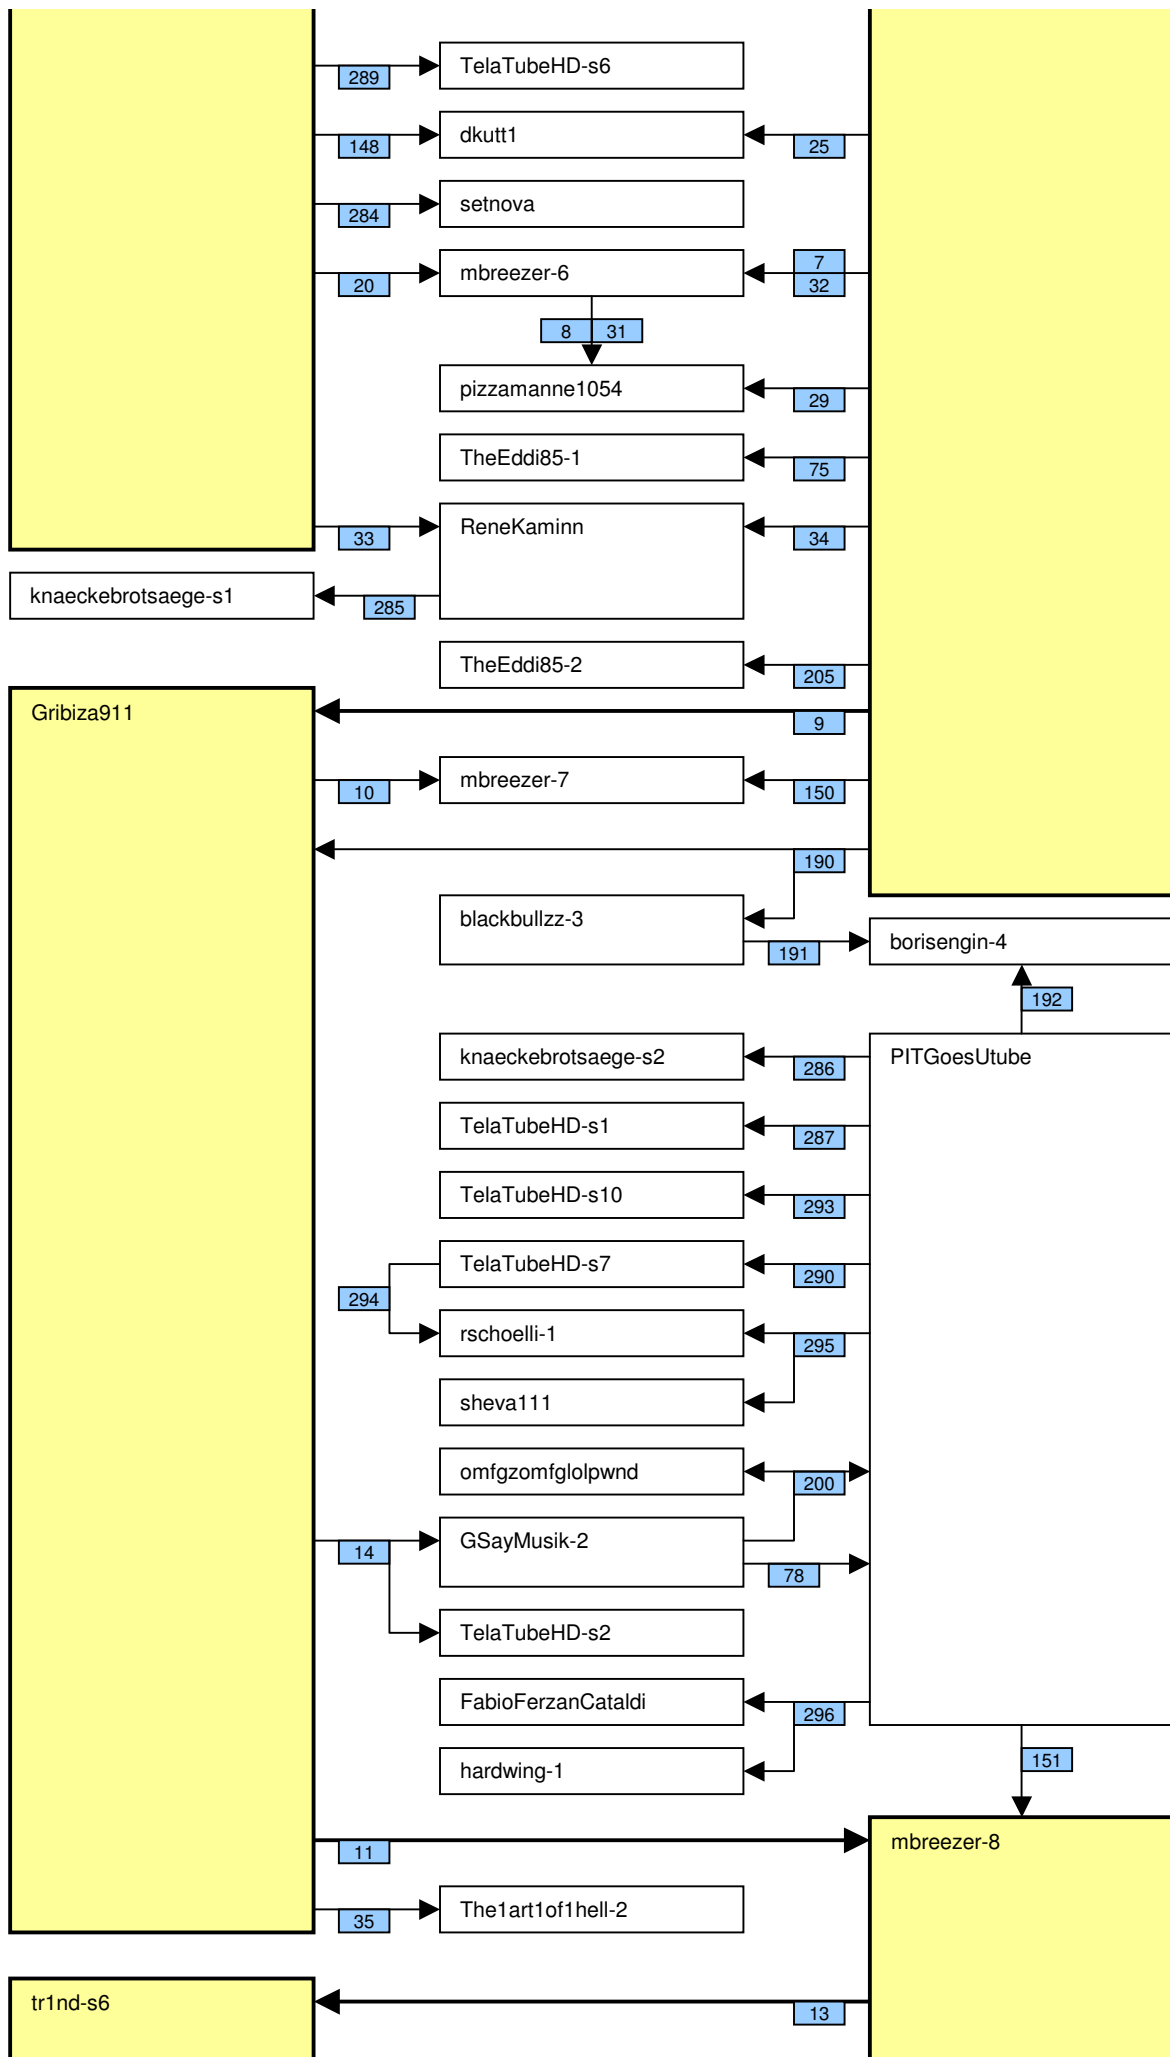 TelaTubeHD-s6
289
dkutt1
148
25
setnova
284
mbreezer-6
7
20
32
8
31
pizzamanne1054
29
TheEddi85-1
75
ReneKaminn
33
34
knaeckebrotsaege-s1
285
TheEddi85-2
205
Gribiza911
9
mbreezer-7
10
150
190
blackbullzz-3
borisengin-4
191
192
knaeckebrotsaege-s2
PITGoesUtube
286
TelaTubeHD-s1
287
TelaTubeHD-s10
293
TelaTubeHD-s7
290
294
rschoelli-1
295
sheva111
omfgzomfglolpwnd
200
GSayMusik-2
14
78
TelaTubeHD-s2
FabioFerzanCataldi
296
hardwing-1
151
mbreezer-8
11
The1art1of1hell-2
35
tr1nd-s6
13